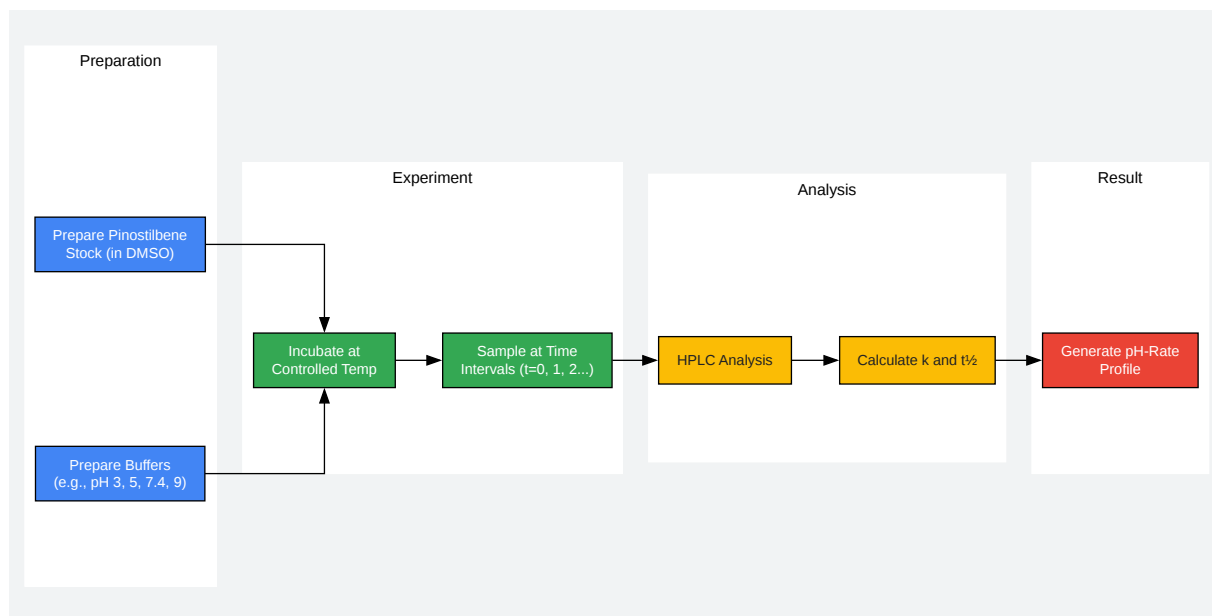 Preparation
Prepare Pinostilbene
Stock (in DMSO)
Prepare Buffers
(e.g., pH 3, 5, 7.4, 9)
Experiment
Incubate at
Controlled Temp
Sample at Time
Intervals (t=0, 1, 2...)
Analysis
HPLC Analysis
Calculate k and t½
Result
Generate pH-Rate
Profile